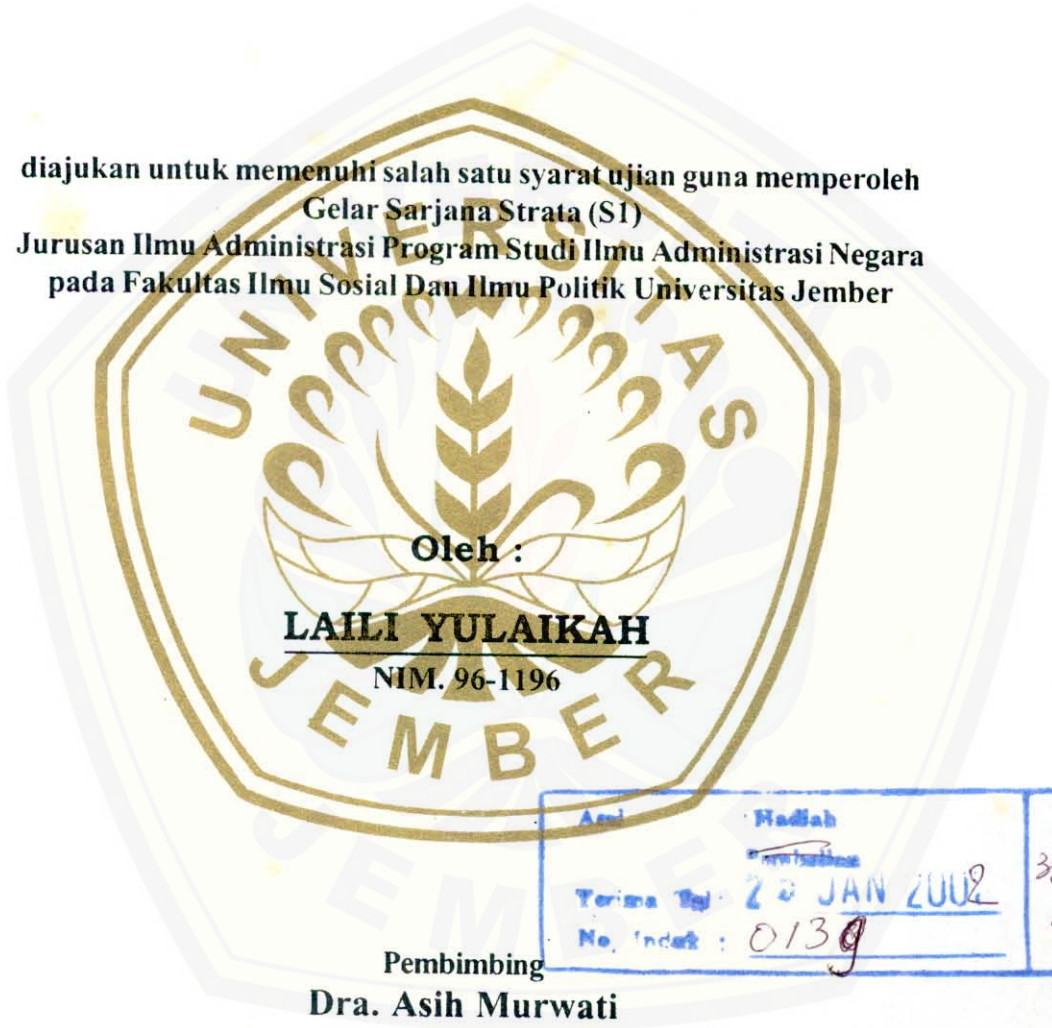 diajukan untuk memenuhi salah satu syarat ujian guna memperoleh
Gelar Sarjana Strata (S1)
Jurusan Ilmu Administrasi Program Studi Ilmu Administrasi Negara
pada Fakultas Ilmu Sosial Dan Ilmu Politik Universitas Jember
UNIVERSITAS
Oleh :
LAILI YULAIKAH
NIM. 96-1196
JEMBER
Hadiah
Terima Tgl
JAN 2002
No. Induk :
Pembimbing
Dra. Asih Murwati